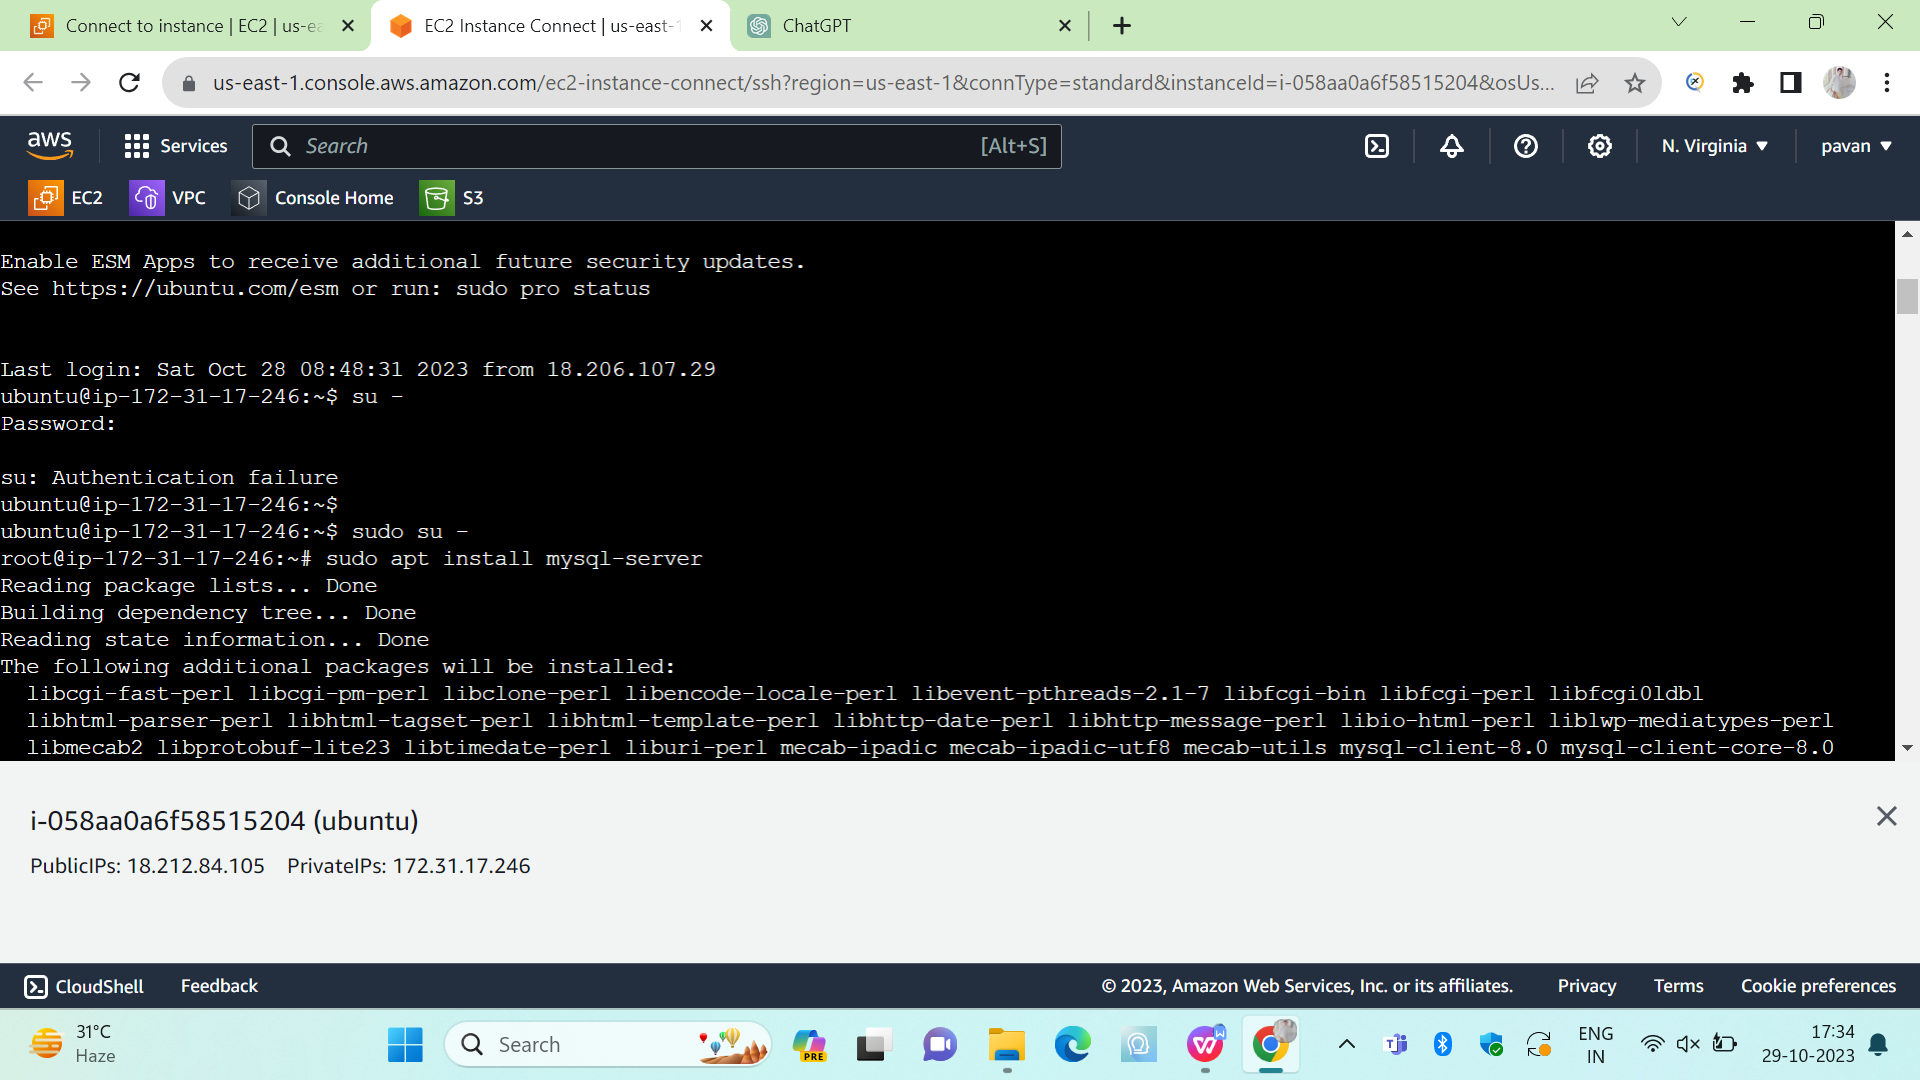 Connect to instance | EC2 | us-ea
EC2 Instance Connect | us-east-1
ChatGPT
us-east-1.console.aws.amazon.com/ec2-instance-connect/ssh?region=us-east-1&connType=standard&instanceId=i-058aa0a6f58515204&osUs...
aws
Services
Search
[Alt+S]
N. Virginia
pavan
EC2
VPC
Console Home
S3
Enable ESM Apps to receive additional future security updates.
See https://ubuntu.com/esm or run: sudo pro status
Last login: Sat Oct 28 08:48:31 2023 from 18.206.107.29
ubuntu@ip-172-31-17-246:~$ su -
Password:
su: Authentication failure
ubuntu@ip-172-31-17-246:~$
ubuntu@ip-172-31-17-246:~$ sudo su -
root@ip-172-31-17-246:~# sudo apt install mysql-server
Reading package lists... Done
Building dependency tree... Done
Reading state information... Done
The following additional packages will be installed:
libcgi-fast-perl libcgi-pm-perl libclone-perl libencode-locale-perl libevent-pthreads-2.1-7 libfcgi-bin libfcgi-perl libfcgi0ldbl
libhtml-parser-perl libhtml-tagset-perl libhtml-template-perl libhttp-date-perl libhttp-message-perl libio-html-perl liblwp-mediatypes-perl
libmecab2 libprotobuf-lite23 libtimedate-perl liburi-perl mecab-ipadic mecab-ipadic-utf8 mecab-utils mysql-client-8.0 mysql-client-core-8.0
i-058aa0a6f58515204 (ubuntu)
PublicIPs: 18.212.84.105 PrivateIPs: 172.31.17.246
CloudShell
Feedback
© 2023, Amazon Web Services, Inc. or its affiliates.
Privacy
Terms
Cookie preferences
31°C
Haze
Search
PRE
ENG
IN
17:34
29-10-2023